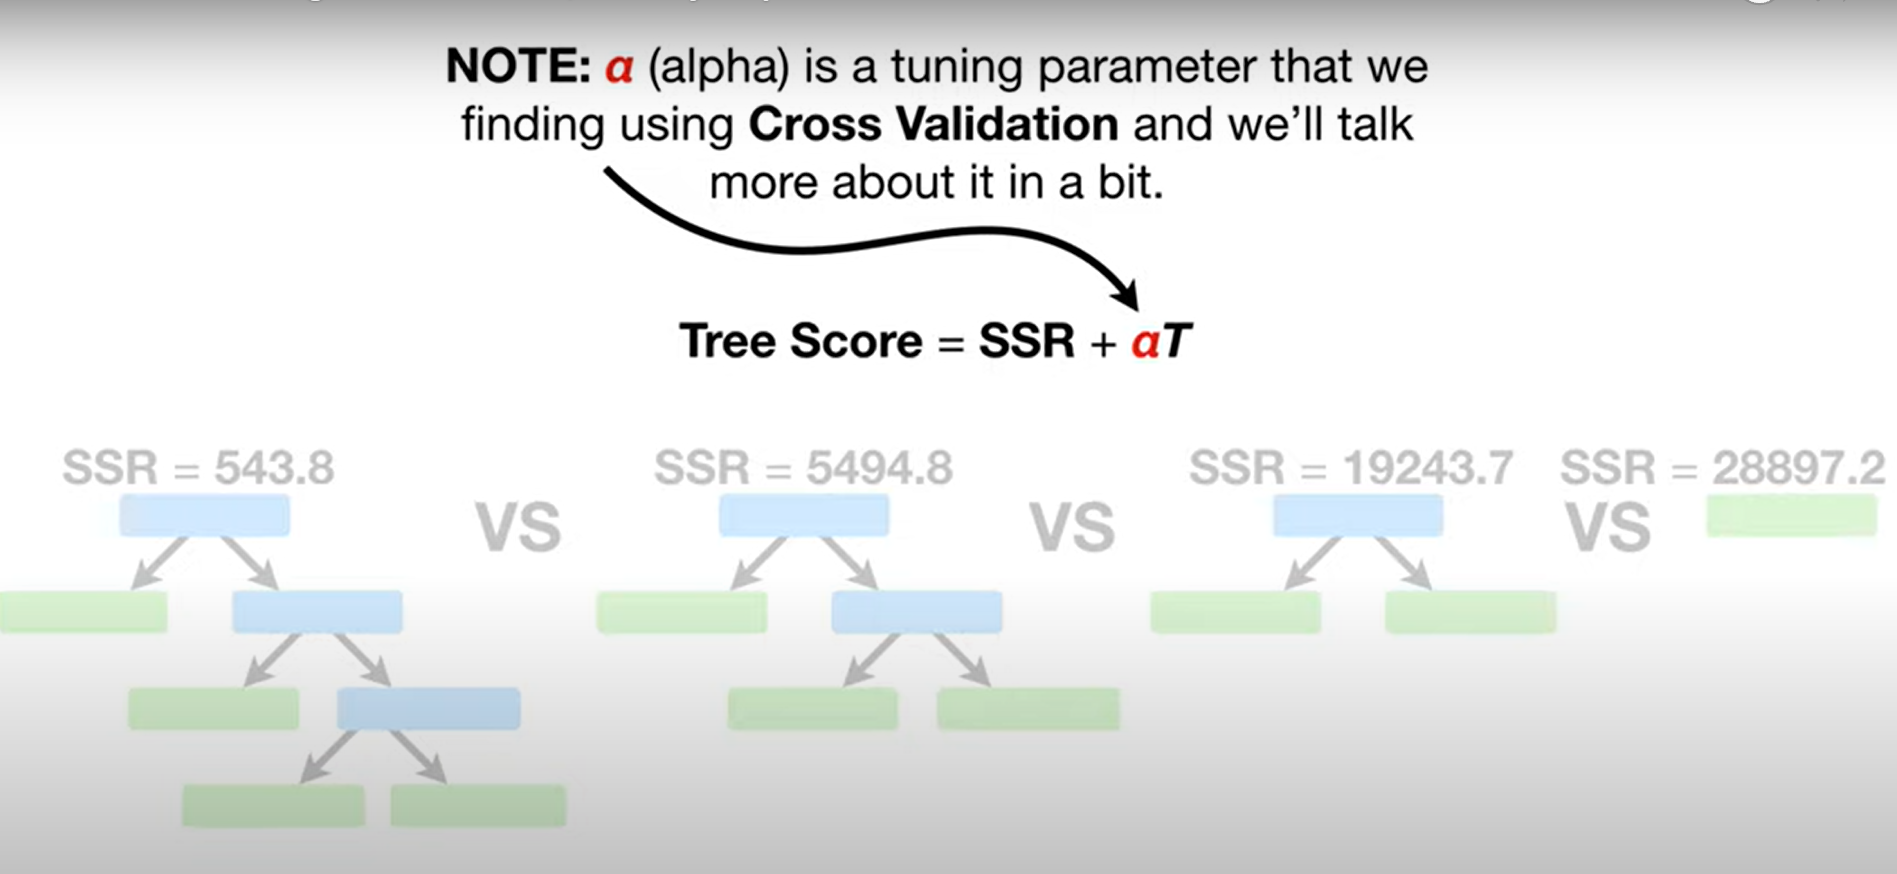 NOTE: α (alpha) is a tuning parameter that we
finding using Cross Validation and we’ll talk
more about it in a bit.
Tree Score = SSR + αT
SSR = 543.8
VS
SSR = 5494.8
VS
SSR = 19243.7
VS
SSR = 28897.2